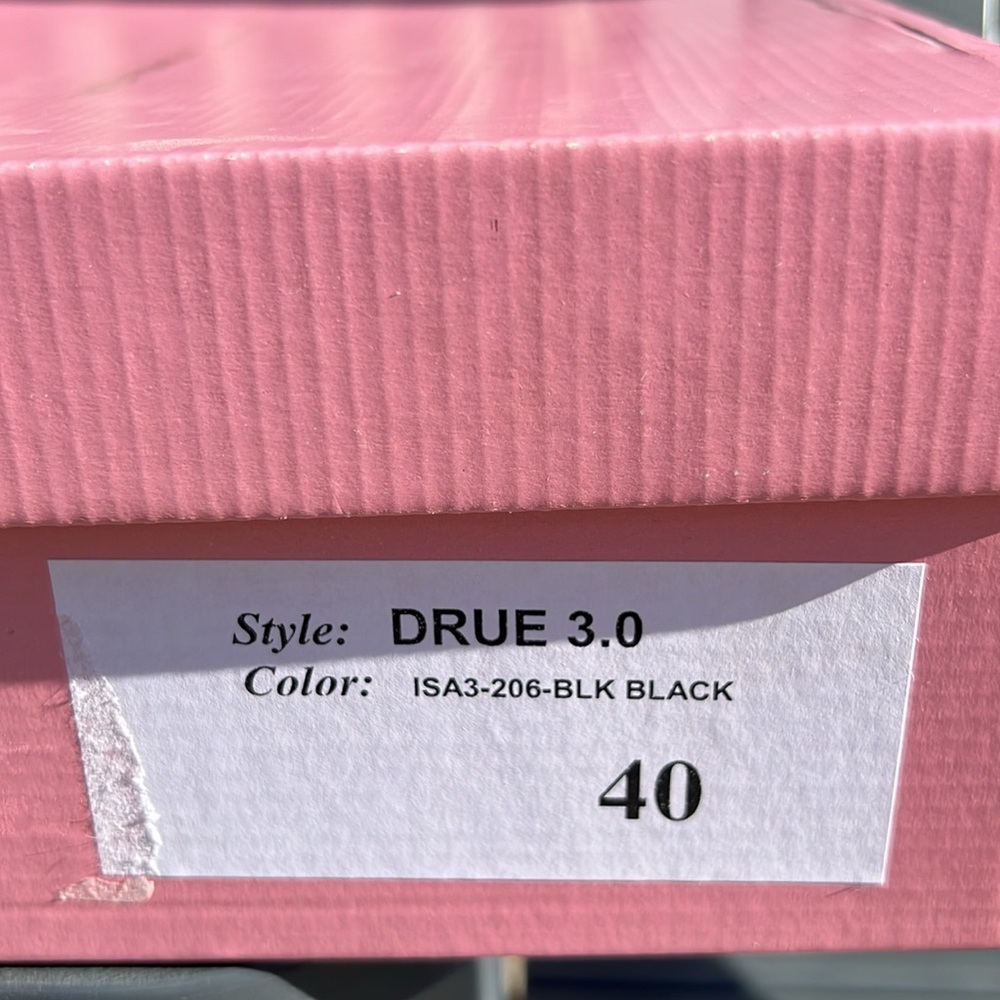 Style: DRUE 3.0
Color: ISA3-206-BLK BLACK
40